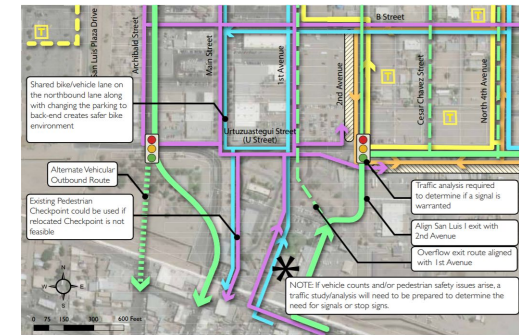 B Street
San Luis Plaza Drive
Archibald Street
Main Street
1st Avenue
2nd Avenue
Cesar Chavez Street
North 4th Avenue
T
T
T
T
Shared bike/vehicle lane on
the northbound lane along
with changing the parking to
back-end creates safer bike
environment
Urtuzuastegui Street
(U Street)
Alternate Vehicular
Outbound Route
Existing Pedestrian
Checkpoint could be used if
relocated Checkpoint is not
feasible
Traffic analysis required
to determine if a signal is
warranted
Align San Luis I exit with
2nd Avenue
Overflow exit route aligned
with 1st Avenue
NOTE: If vehicle counts and/or pedestrian safety issues arise, a
traffic study/analysis will need to be prepared to determine the
need for signals or stop signs.
N
W E
S
0 75 150 300 600 Feet